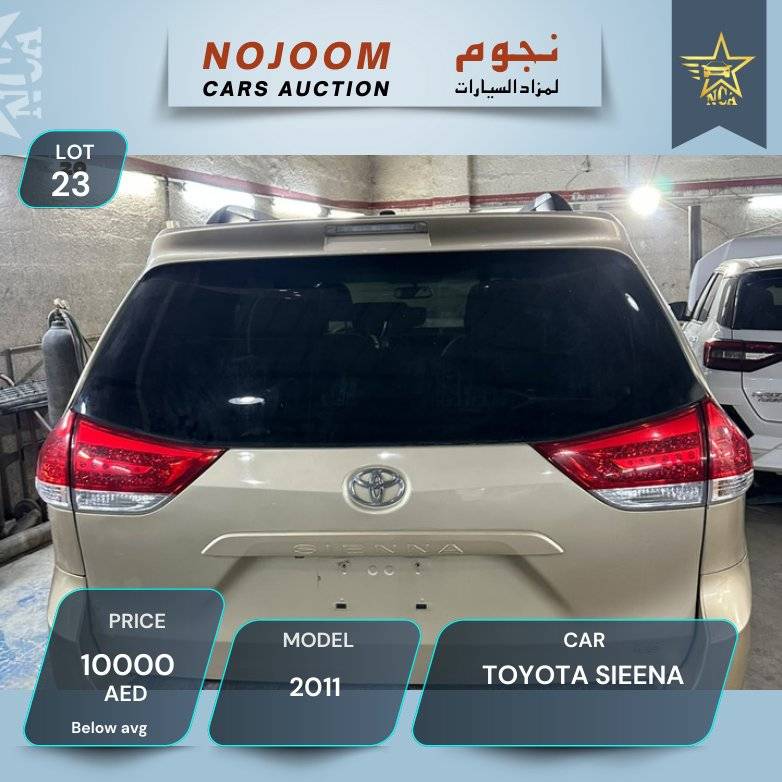 NOJOOM
CARS AUCTION
نجوم
لمزاد السيارات
NCA
NCA
LOT
23
SIENNA
PRICE
10000
AED
Below avg
MODEL
2011
CAR
TOYOTA SIEENA